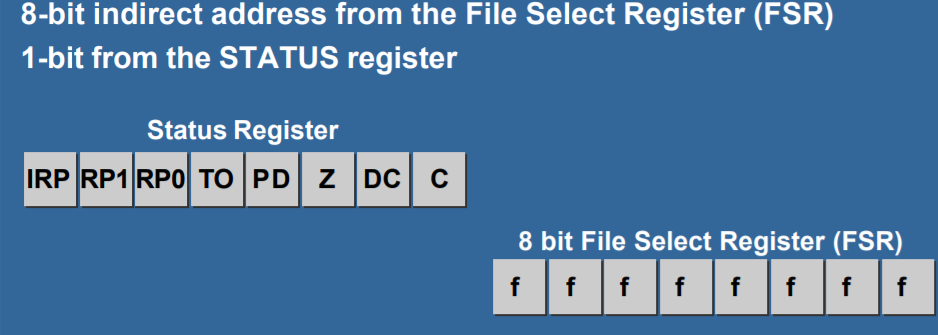 8-bit indirect address from the File Select Register (FSR)
1-bit from the STATUS register
Status Register
IRP RP1 RP0 TO PD Z DC C
8 bit File Select Register (FSR)
f f f f f f f f